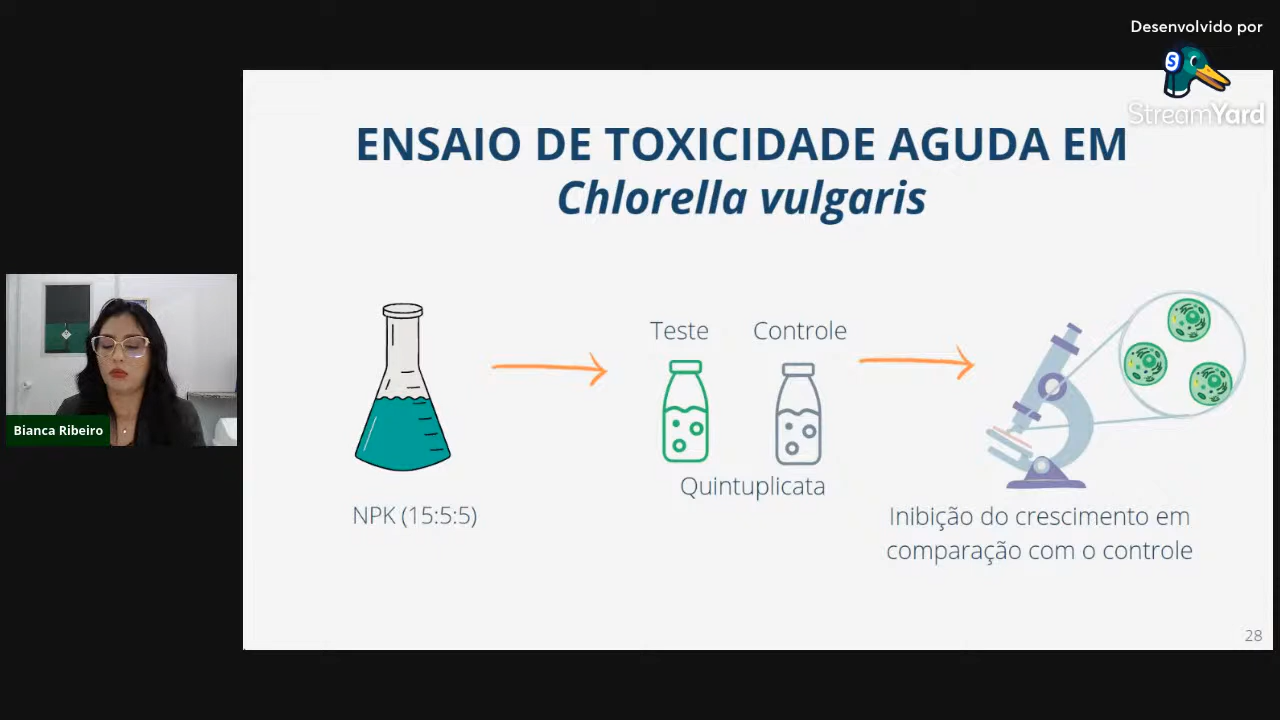 Desenvolvido por
StreamYard
ENSAIO DE TOXICIDADE AGUDA EM
Chlorella vulgaris
Teste
Controle
Quintuplicata
NPK (15:5:5)
Inibição do crescimento em
comparação com o controle
Bianca Ribeiro
28